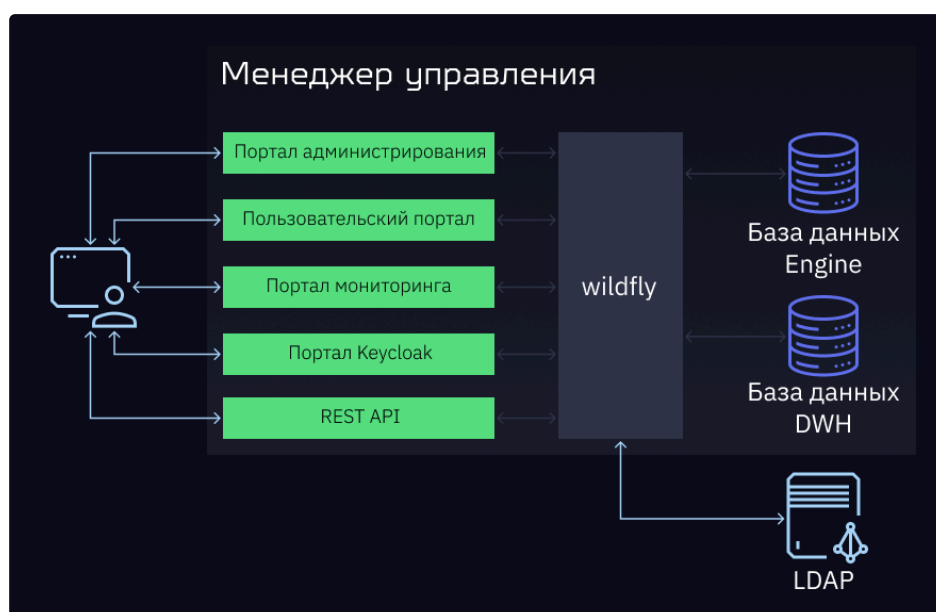 Менеджер управления
Портал администрирования
Пользовательский портал
Портал мониторинга
Портал Keycloak
REST API
wildfly
База данных
Engine
База данных
DWH
LDAP